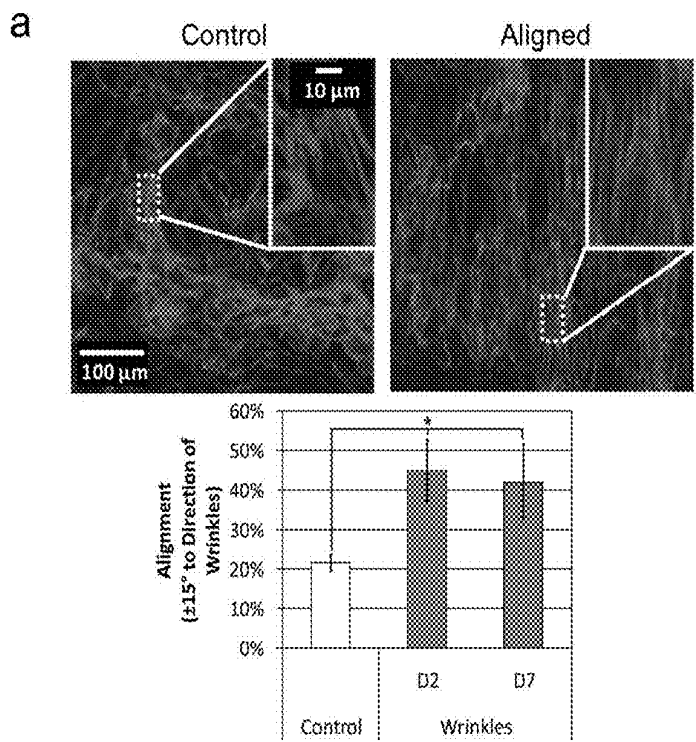 a
Control Aligned
10 µm
100 µm
Alignment
(±15° to Direction of
Wrinkles)
60%
50%
40%
30%
20%
10%
0%
*
D2 D7
Control Wrinkles